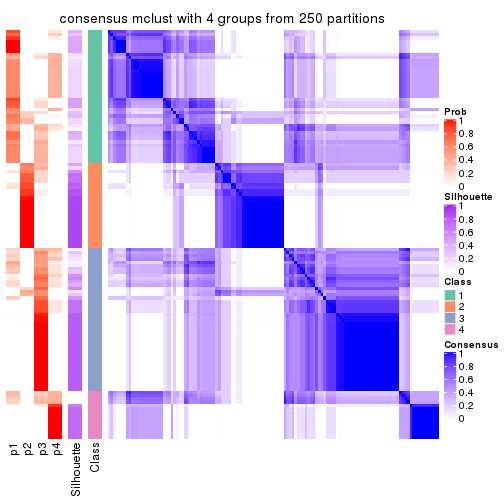 consensus mclust with 4 groups from 250 partitions
Prob
1
0.8
0.6
0.4
0.2
0
Silhouette
1
0.8
0.6
0.4
0.2
0
Class
1
2
3
4
Consensus
1
0.8
0.6
0.4
0.2
0
p1
p2
p3
p4
Silhouette
Class